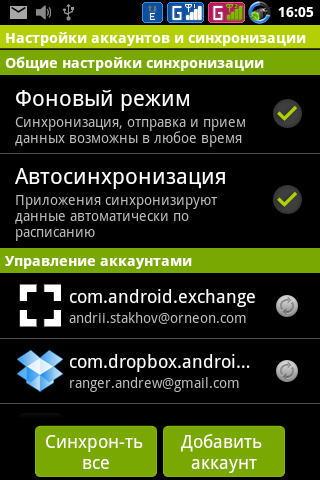 E G G 16:05
Настройки аккаунтов и синхронизации
Общие настройки синхронизации
Фоновый режим
Синхронизация, отправка и прием
данных возможны в любое время
Автосинхронизация
Приложения синхронизируют
данные автоматически по
расписанию
Управление аккаунтами
com.android.exchange
andrii.stakhov@orneon.com
com.dropbox.androi...
ranger.andrew@gmail.com
Синхрон-ть
все
Добавить
аккаунт